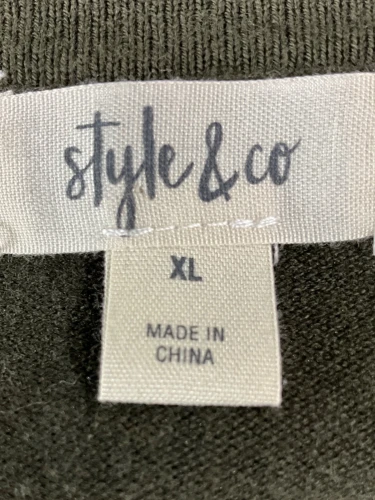 style & co
XL
MADE IN
CHINA